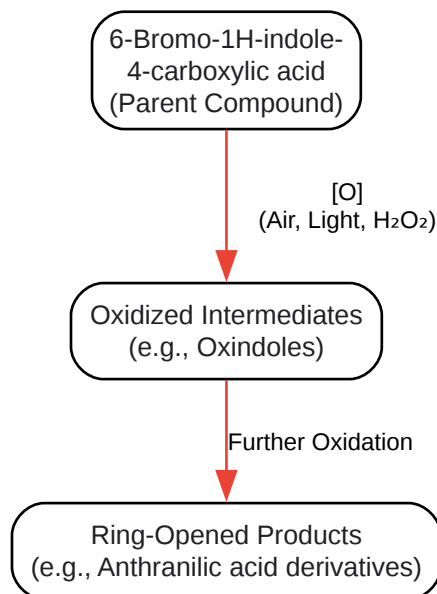 6-Bromo-1H-indole-
4-carboxylic acid
(Parent Compound)
[O]
(Air, Light, H₂O₂)
Oxidized Intermediates
(e.g., Oxindoles)
Further Oxidation
Ring-Opened Products
(e.g., Anthranilic acid derivatives)